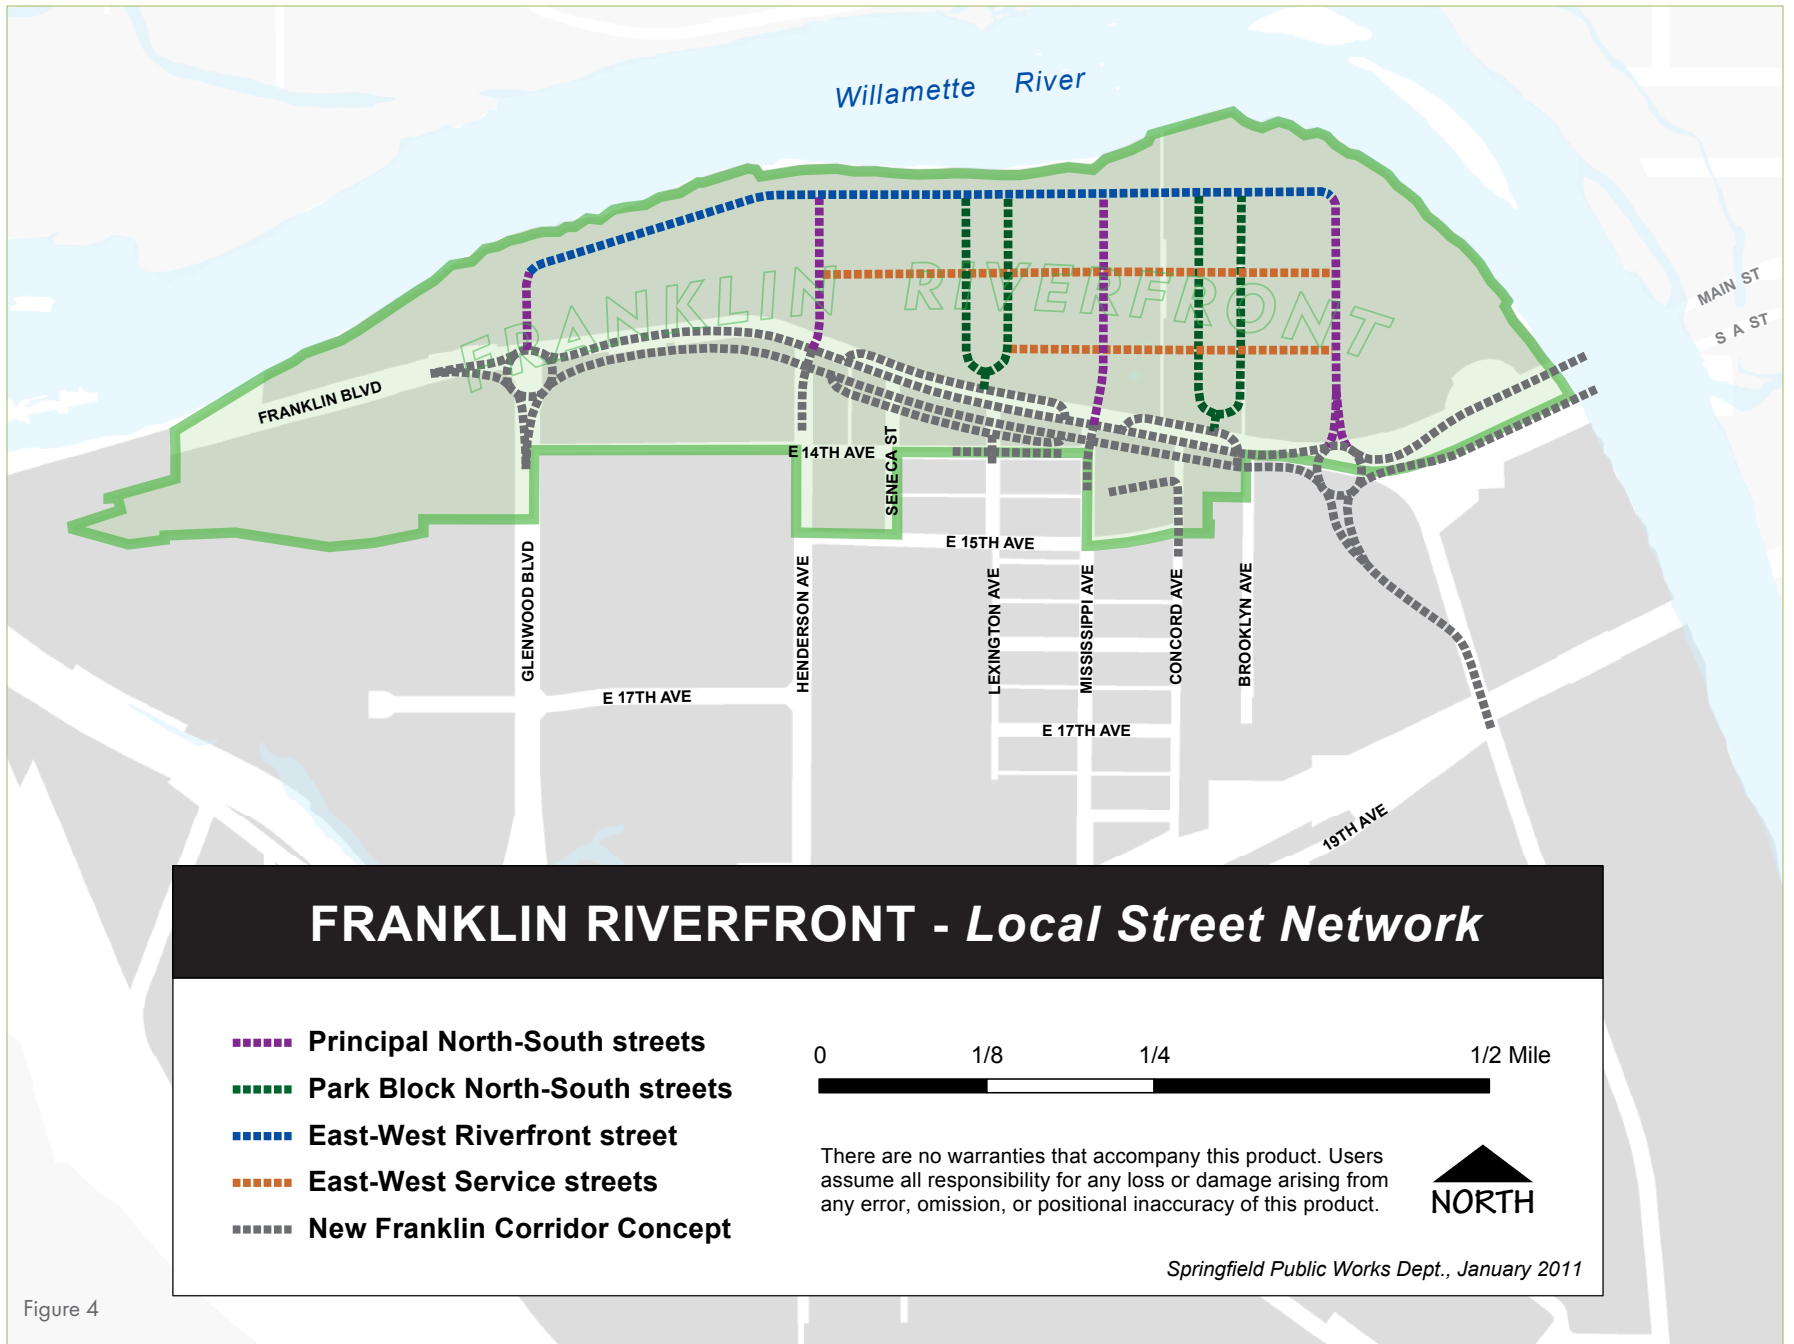 Willamette River
MAIN ST
S A ST
FRANKLIN RIVERFRONT
FRANKLIN BLVD
E 14TH AVE
SENECA ST
E 15TH AVE
GLENWOOD BLVD
HENDERSON AVE
LEXINGTON AVE
MISSISSIPPI AVE
CONCORD AVE
BROOKLYN AVE
E 17TH AVE
E 17TH AVE
19TH AVE
FRANKLIN RIVERFRONT - Local Street Network
Principal North-South streets
Park Block North-South streets
East-West Riverfront street
East-West Service streets
New Franklin Corridor Concept
0 1/8 1/4 1/2 Mile
There are no warranties that accompany this product. Users
assume all responsibility for any loss or damage arising from
any error, omission, or positional inaccuracy of this product.
NORTH
Springfield Public Works Dept., January 2011
Figure 4